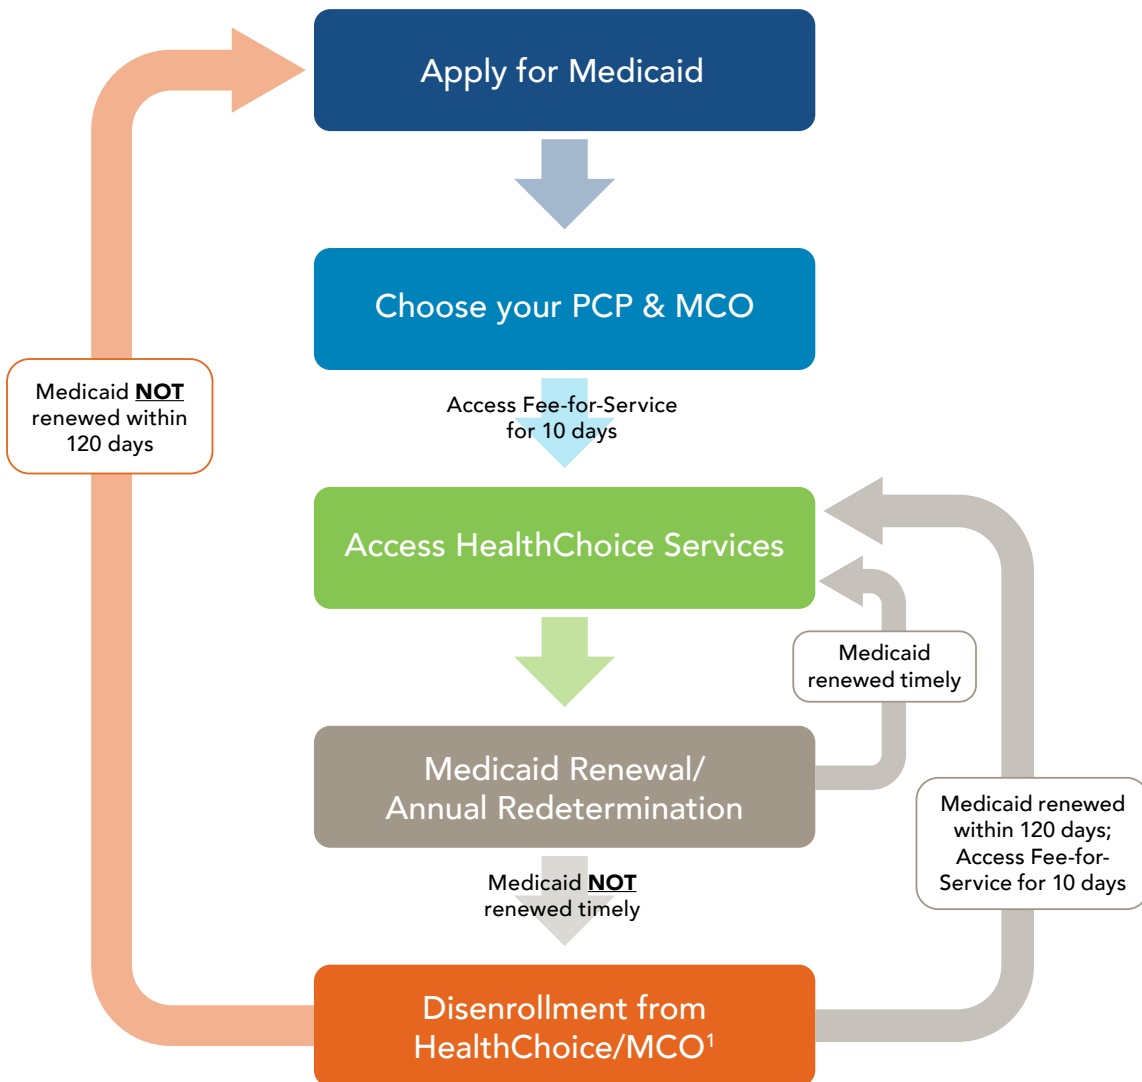 Apply for Medicaid
Choose your PCP & MCO
Medicaid NOT
renewed within
120 days
Access Fee-for-Service
for 10 days
Access HealthChoice Services
Medicaid
renewed timely
Medicaid Renewal/
Annual Redetermination
Medicaid renewed
within 120 days;
Access Fee-for-
Service for 10 days
Medicaid NOT
renewed timely
Disenrollment from
HealthChoice/MCO¹